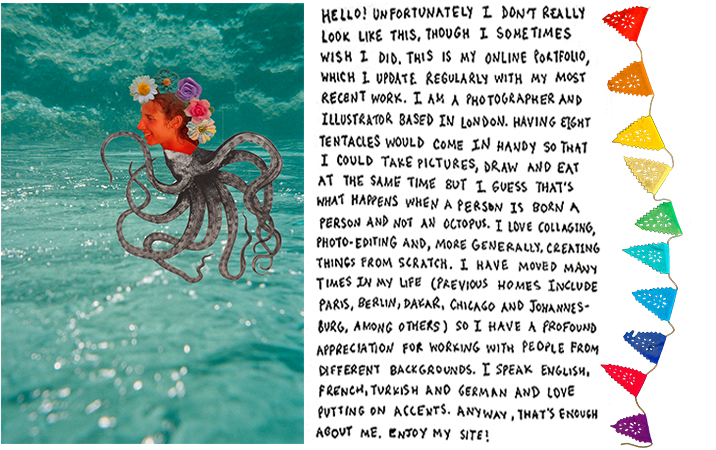 HELLO! UNFORTUNATELY I DON'T REALLY
LOOK LIKE THIS, THOUGH I SOMETIMES
WISH I DID. THIS IS MY ONLINE PORTFOLIO,
WHICH I UPDATE REGULARLY WITH MY MOST
RECENT WORK. I AM A PHOTOGRAPHER AND
ILLUSTRATOR BASED IN LONDON. HAVING EIGHT
TENTACLES WOULD COME IN HANDY SO THAT
I COULD TAKE PICTURES, DRAW AND EAT
AT THE SAME TIME BUT I GUESS THAT'S
WHAT HAPPENS WHEN A PERSON IS BORN A
PERSON AND NOT AN OCTOPUS. I LOVE COLLAGING,
PHOTO-EDITING AND, MORE GENERALLY, CREATING
THINGS FROM SCRATCH. I HAVE MOVED MANY
TIMES IN MY LIFE (PREVIOUS HOMES INCLUDE
PARIS, BERLIN, DAKAR, CHICAGO AND JOHANNES-
BURG, AMONG OTHERS) SO I HAVE A PROFOUND
APPRECIATION FOR WORKING WITH PEOPLE FROM
DIFFERENT BACKGROUNDS. I SPEAK ENGLISH,
FRENCH, TURKISH AND GERMAN AND LOVE
PUTTING ON ACCENTS. ANYWAY, THAT'S ENOUGH
ABOUT ME. ENJOY MY SITE!